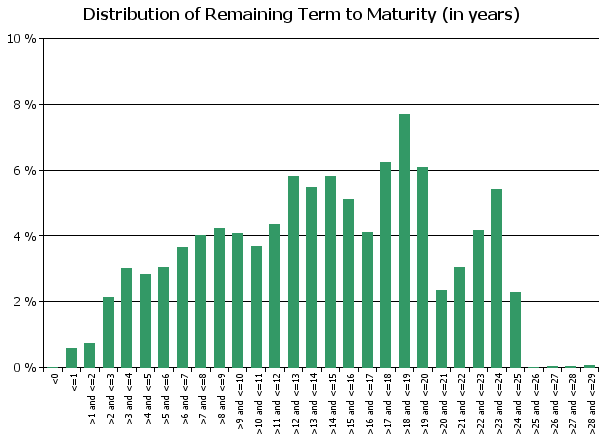 Distribution of Remaining Term to Maturity (in years)
10 %
8 %
6 %
4 %
2 %
0 %
<0
<=1
>1 and <=2
>2 and <=3
>3 and <=4
>4 and <=5
>5 and <=6
>6 and <=7
>7 and <=8
>8 and <=9
>9 and <=10
>10 and <=11
>11 and <=12
>12 and <=13
>13 and <=14
>14 and <=15
>15 and <=16
>16 and <=17
>17 and <=18
>18 and <=19
>19 and <=20
>20 and <=21
>21 and <=22
>22 and <=23
>23 and <=24
>24 and <=25
>25 and <=26
>26 and <=27
>27 and <=28
>28 and <=29